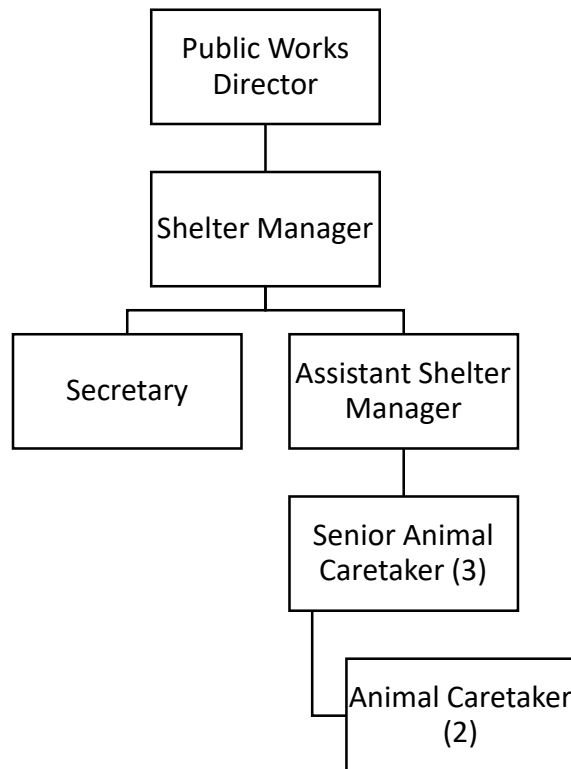 Public Works
Director
Shelter Manager
Secretary
Assistant Shelter
Manager
Senior Animal
Caretaker (3)
Animal Caretaker
(2)